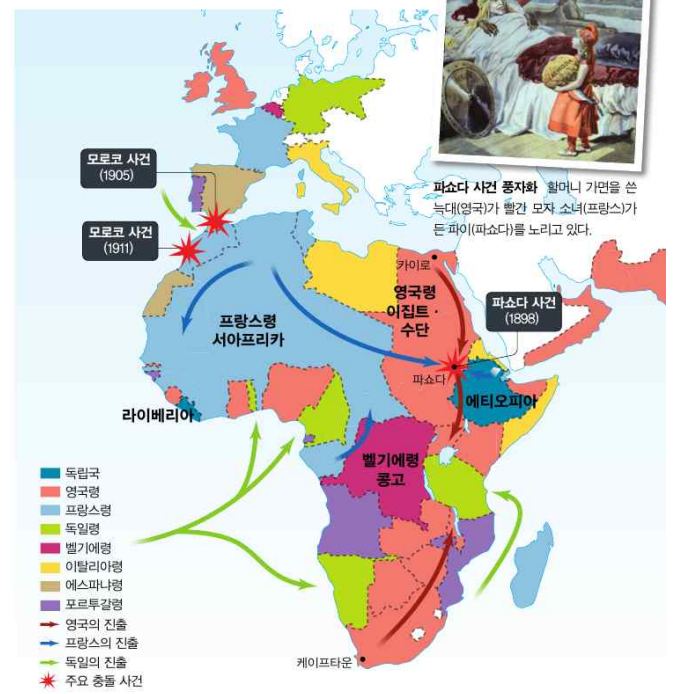 파쇼다 사건 풍자화 할머니 가면을 쓴
늑대(영국)가 빨간 모자 소녀(프랑스)가
든 파이(파쇼다)를 노리고 있다.
모로코 사건
(1905)
모로코 사건
(1911)
카이로
영국령
이집트·
수단
파쇼다 사건
(1898)
프랑스령
서아프리카
파쇼다
에티오피아
라이베리아
벨기에령
콩고
독립국
영국령
프랑스령
독일령
벨기에령
이탈리아령
에스파냐령
포르투갈령
영국의 진출
프랑스의 진출
독일의 진출
주요 충돌 사건
케이프타운